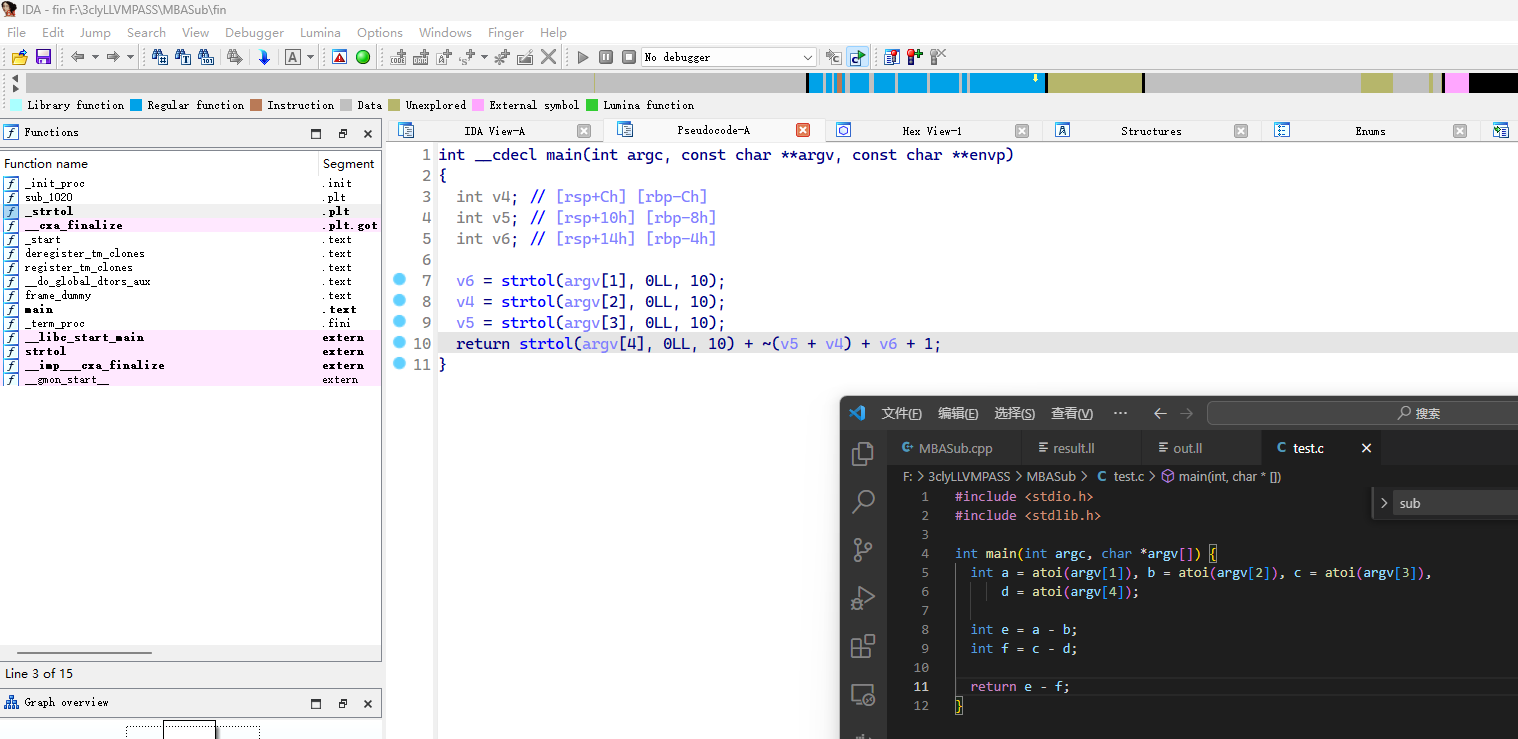 IDA - fin F:\3clyLLVMPASS\MBASub\fin
File Edit Jump Search View Debugger Lumina Options Windows Finger Help
No debugger
Library function Regular function Instruction Data Unexplored External symbol Lumina function
Functions
Function name Segment
_init_proc .init
sub_1020 .plt
_strtol .plt
__cxa_finalize .plt.got
_start .text
deregister_tm_clones .text
register_tm_clones .text
__do_global_dtors_aux .text
frame_dummy .text
main .text
_term_proc .fini
__libc_start_main extern
strtol extern
__imp___cxa_finalize extern
__gmon_start__ extern
Line 3 of 15
Graph overview
IDA View-A Pseudocode-A Hex View-1 Structures Enums
1 int __cdecl main(int argc, const char **argv, const char **envp)
2 {
3 int v4; // [rsp+Ch] [rbp-Ch]
4 int v5; // [rsp+10h] [rbp-8h]
5 int v6; // [rsp+14h] [rbp-4h]
6
7 v6 = strtol(argv[1], 0LL, 10);
8 v4 = strtol(argv[2], 0LL, 10);
9 v5 = strtol(argv[3], 0LL, 10);
10 return strtol(argv[4], 0LL, 10) + ~(v5 + v4) + v6 + 1;
11 }
文件(F) 编辑(E) 选择(S) 查看(V) ··· 搜索
MBASub.cpp result.ll out.ll C test.c
F: > 3clyLLVMPASS > MBASub > C test.c > main(int, char * [])
sub
1 #include <stdio.h>
2 #include <stdlib.h>
3
4 int main(int argc, char *argv[]) {
5 int a = atoi(argv[1]), b = atoi(argv[2]), c = atoi(argv[3]),
6 d = atoi(argv[4]);
7
8 int e = a - b;
9 int f = c - d;
10
11 return e - f;
12 }